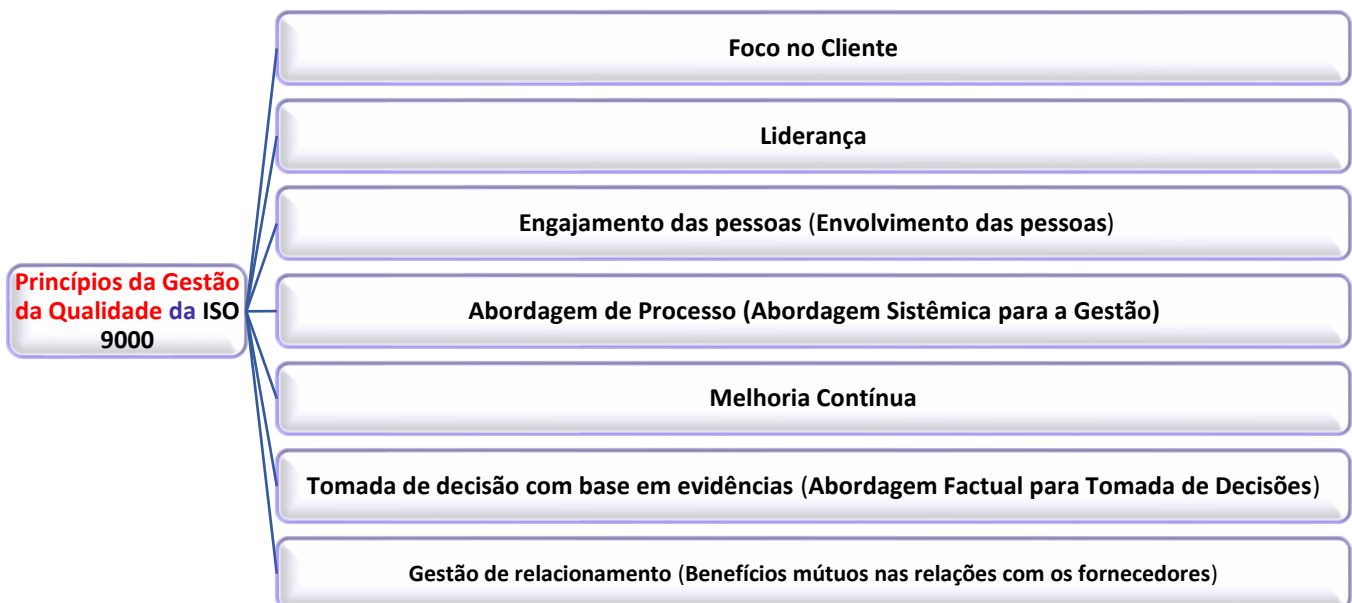 Foco no Cliente
Liderança
Engajamento das pessoas (Envolvimento das pessoas)
Princípios da Gestão
da Qualidade da ISO
9000
Abordagem de Processo (Abordagem Sistêmica para a Gestão)
Melhoria Contínua
Tomada de decisão com base em evidências (Abordagem Factual para Tomada de Decisões)
Gestão de relacionamento (Benefícios mútuos nas relações com os fornecedores)